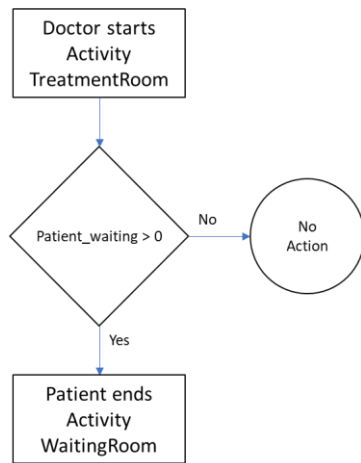 Doctor starts
Activity
TreatmentRoom
Patient_waiting > 0
No
No
Action
Yes
Patient ends
Activity
WaitingRoom